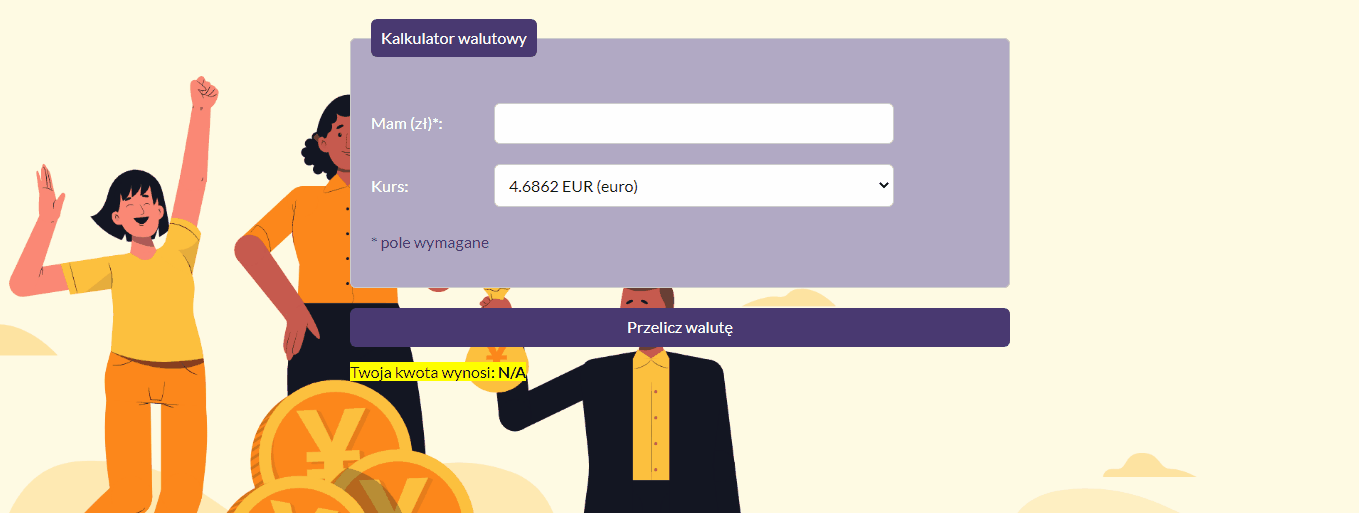 Kalkulator walutowy
Mam (zł)*:
Kurs: 4.6862 EUR (euro)
* pole wymagane
Przelicz walutę
Twoja kwota wynosi: N/A
¥
¥
¥